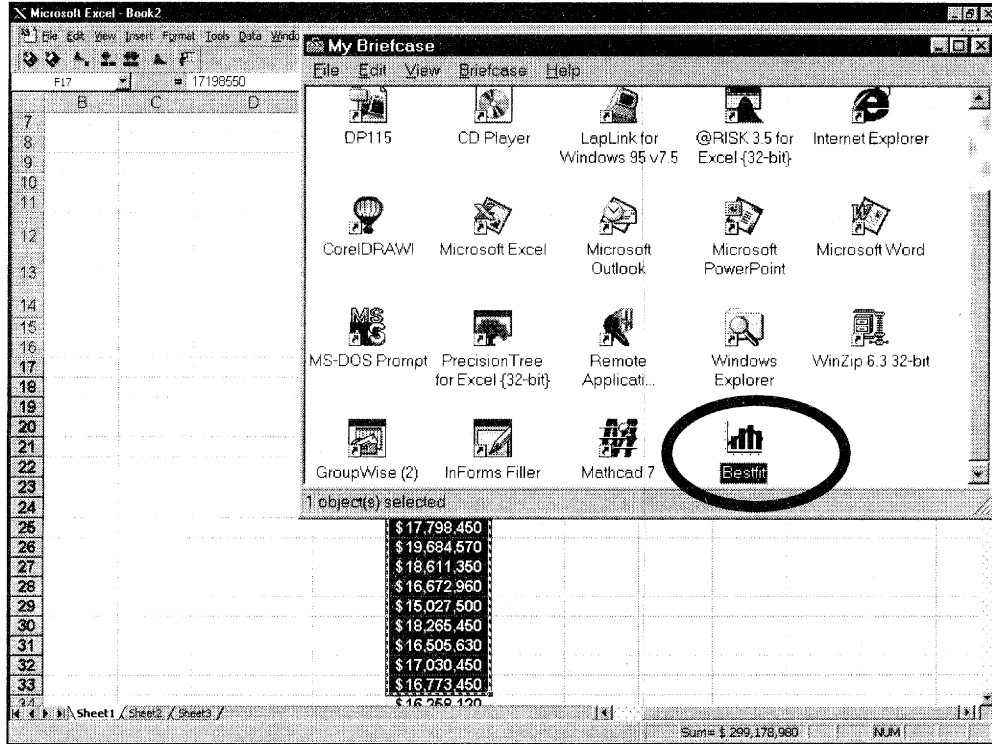 Microsoft Excel - Book2
File Edit View Insert Format Tools Data Windo
F17 = 17198550
B C D
7
8
9
10
11
12
13
14
15
16
17
18
19
20
21
22
23
24
25
26
27
28
29
30
31
32
33
34
My Briefcase
File Edit View Briefcase Help
DP115
CD Player
LapLink for
Windows 95 v7.5
@RISK 3.5 for
Excel {32-bit}
Internet Explorer
CorelDRAW!
Microsoft Excel
Microsoft
Outlook
Microsoft
PowerPoint
Microsoft Word
MS-DOS Prompt
PrecisionTree
for Excel {32-bit}
Remote
Applicati...
Windows
Explorer
WinZip 6.3 32-bit
GroupWise (2)
InForms Filler
Mathcad 7
Bestfit
1 object(s) selected
$17,798,450
$19,684,570
$18,611,350
$16,672,960
$15,027,500
$18,265,450
$16,505,630
$17,030,450
$16,773,450
$16,258,120
Sheet1 / Sheet2 / Sheet3 /
Sum= $ 299,178,980 NUM